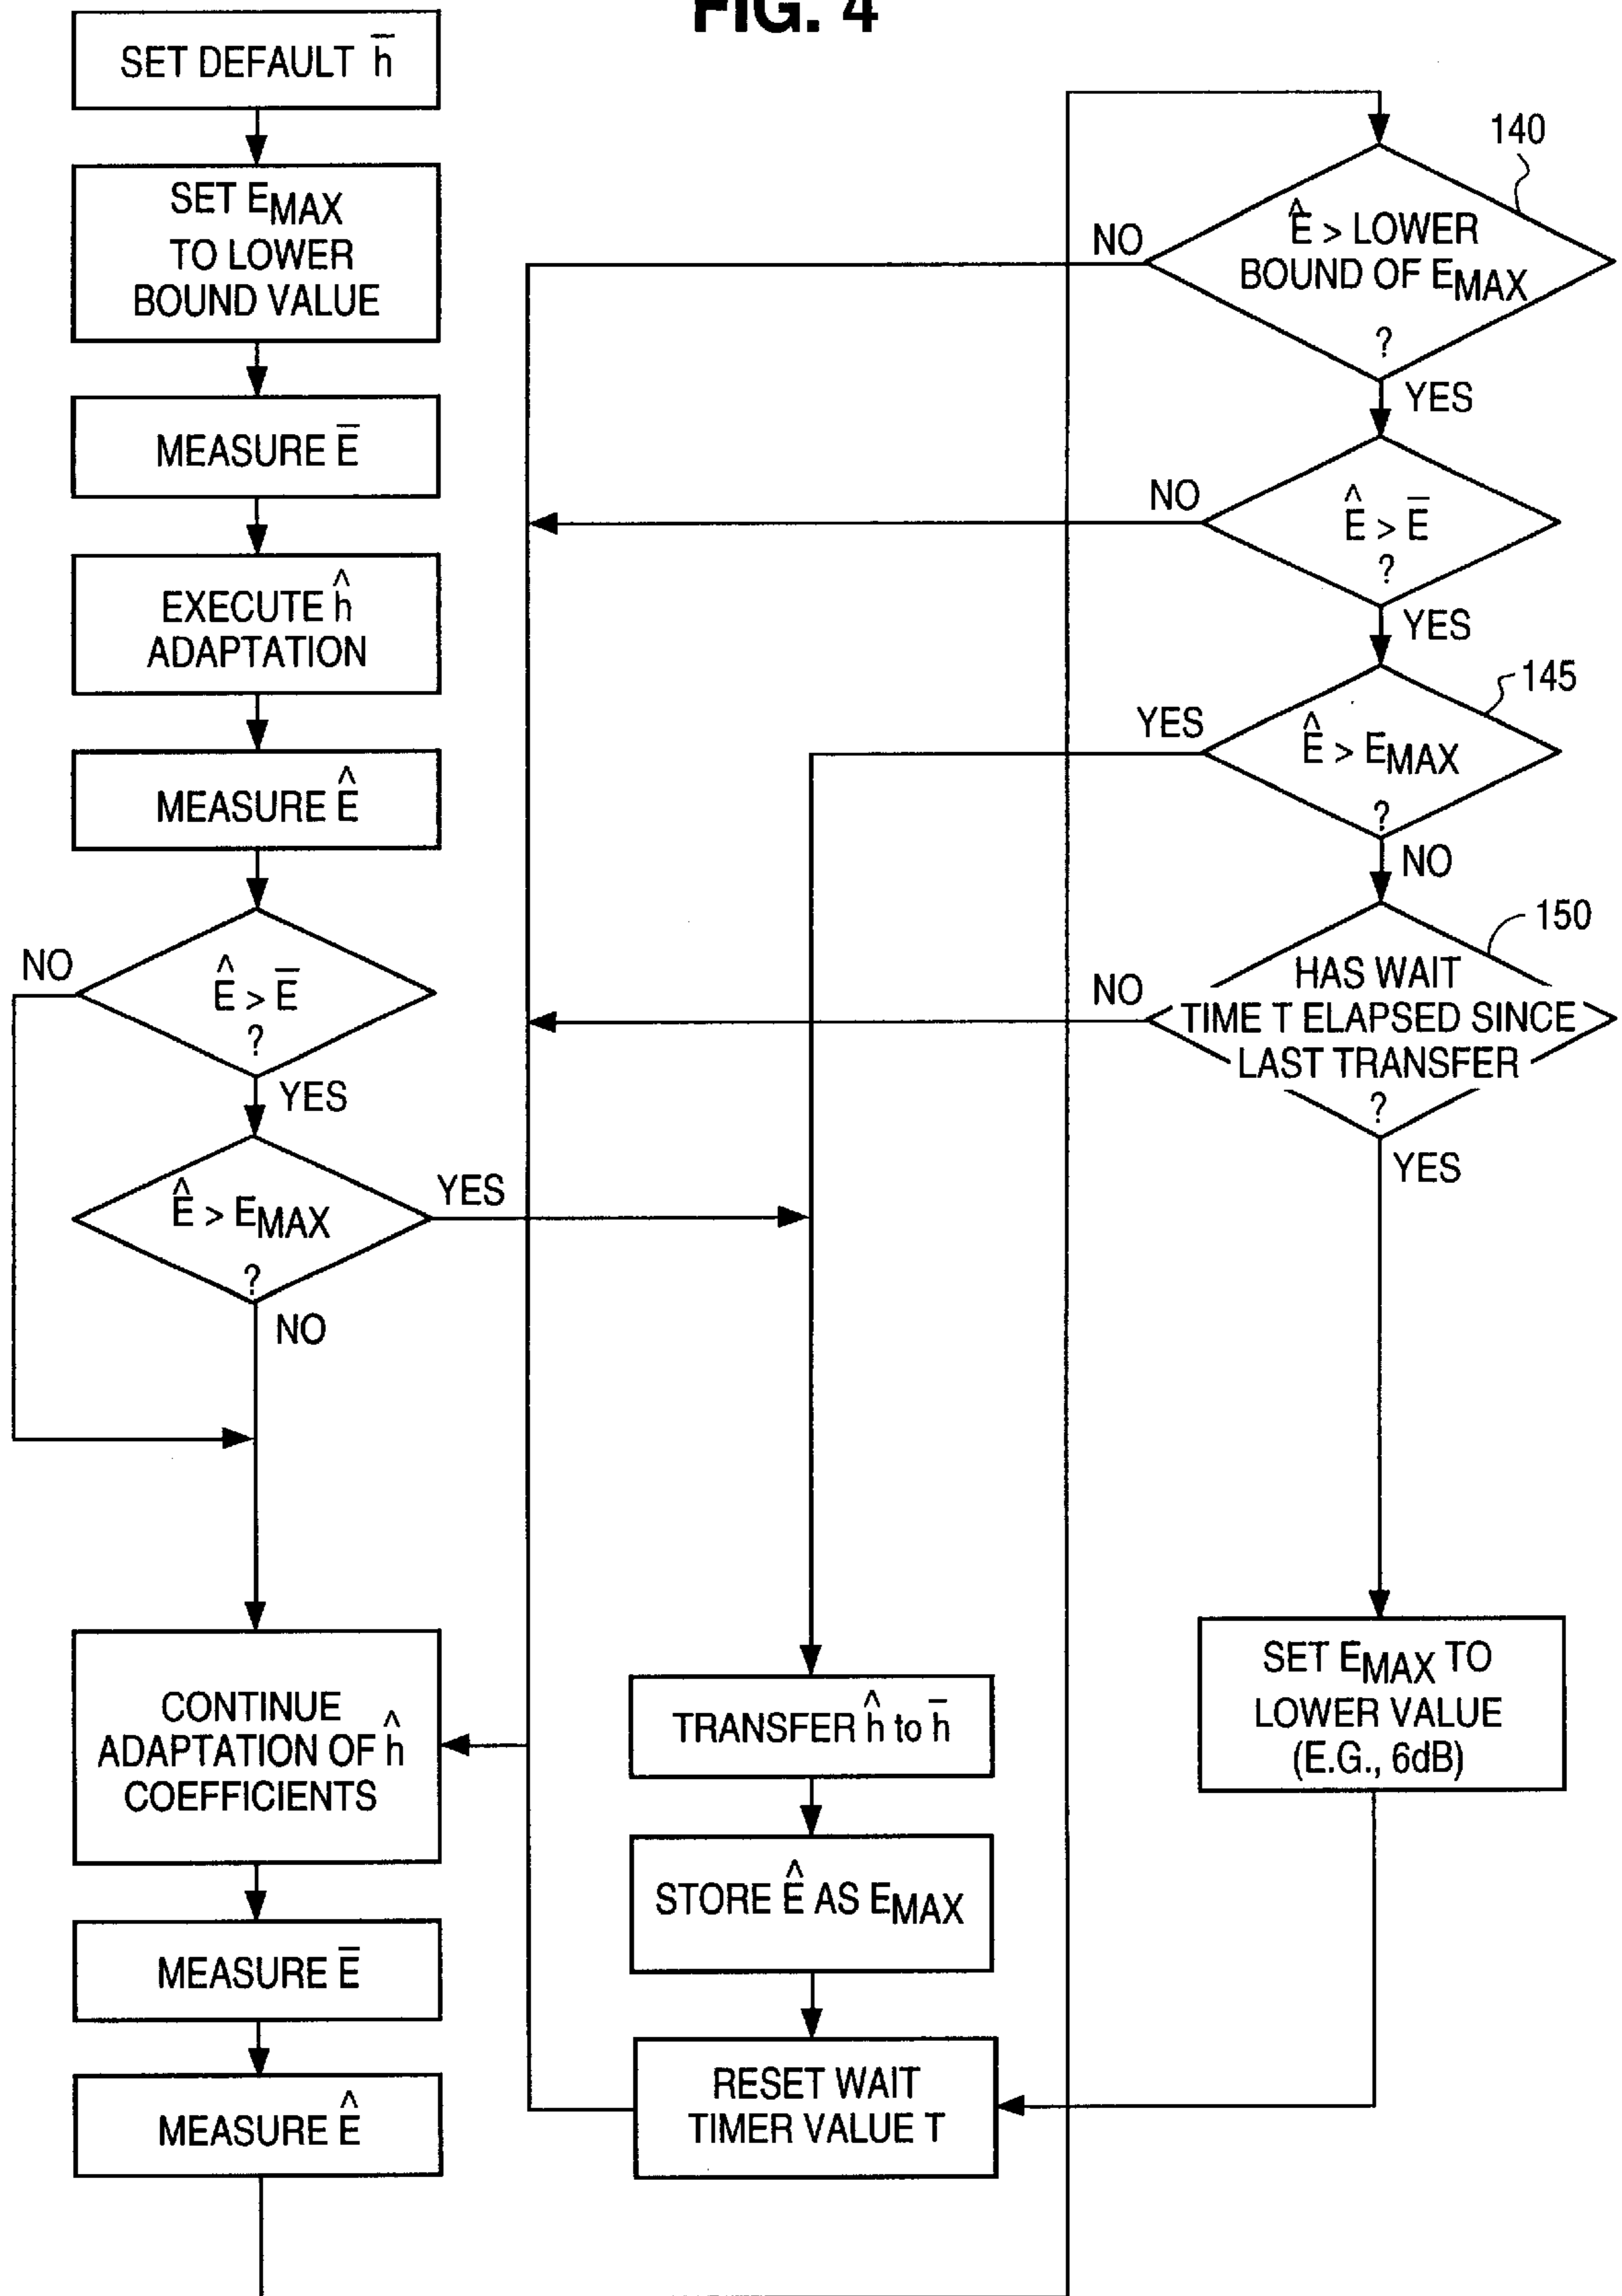 FIG. 4
SET DEFAULT h̅
SET EMAX
TO LOWER
BOUND VALUE
MEASURE E̅
EXECUTE ĥ
ADAPTATION
MEASURE Ê
NO
Ê > E̅
?
YES
Ê > EMAX
?
YES
NO
CONTINUE
ADAPTATION OF ĥ
COEFFICIENTS
MEASURE E̅
MEASURE Ê
TRANSFER ĥ to h̅
STORE Ê AS EMAX
RESET WAIT
TIMER VALUE T
140
NO
Ê > LOWER
BOUND OF EMAX
?
YES
NO
Ê > E̅
?
YES
145
YES
Ê > EMAX
?
NO
150
NO
HAS WAIT
TIME T ELAPSED SINCE
LAST TRANSFER
?
YES
SET EMAX TO
LOWER VALUE
(E.G., 6dB)